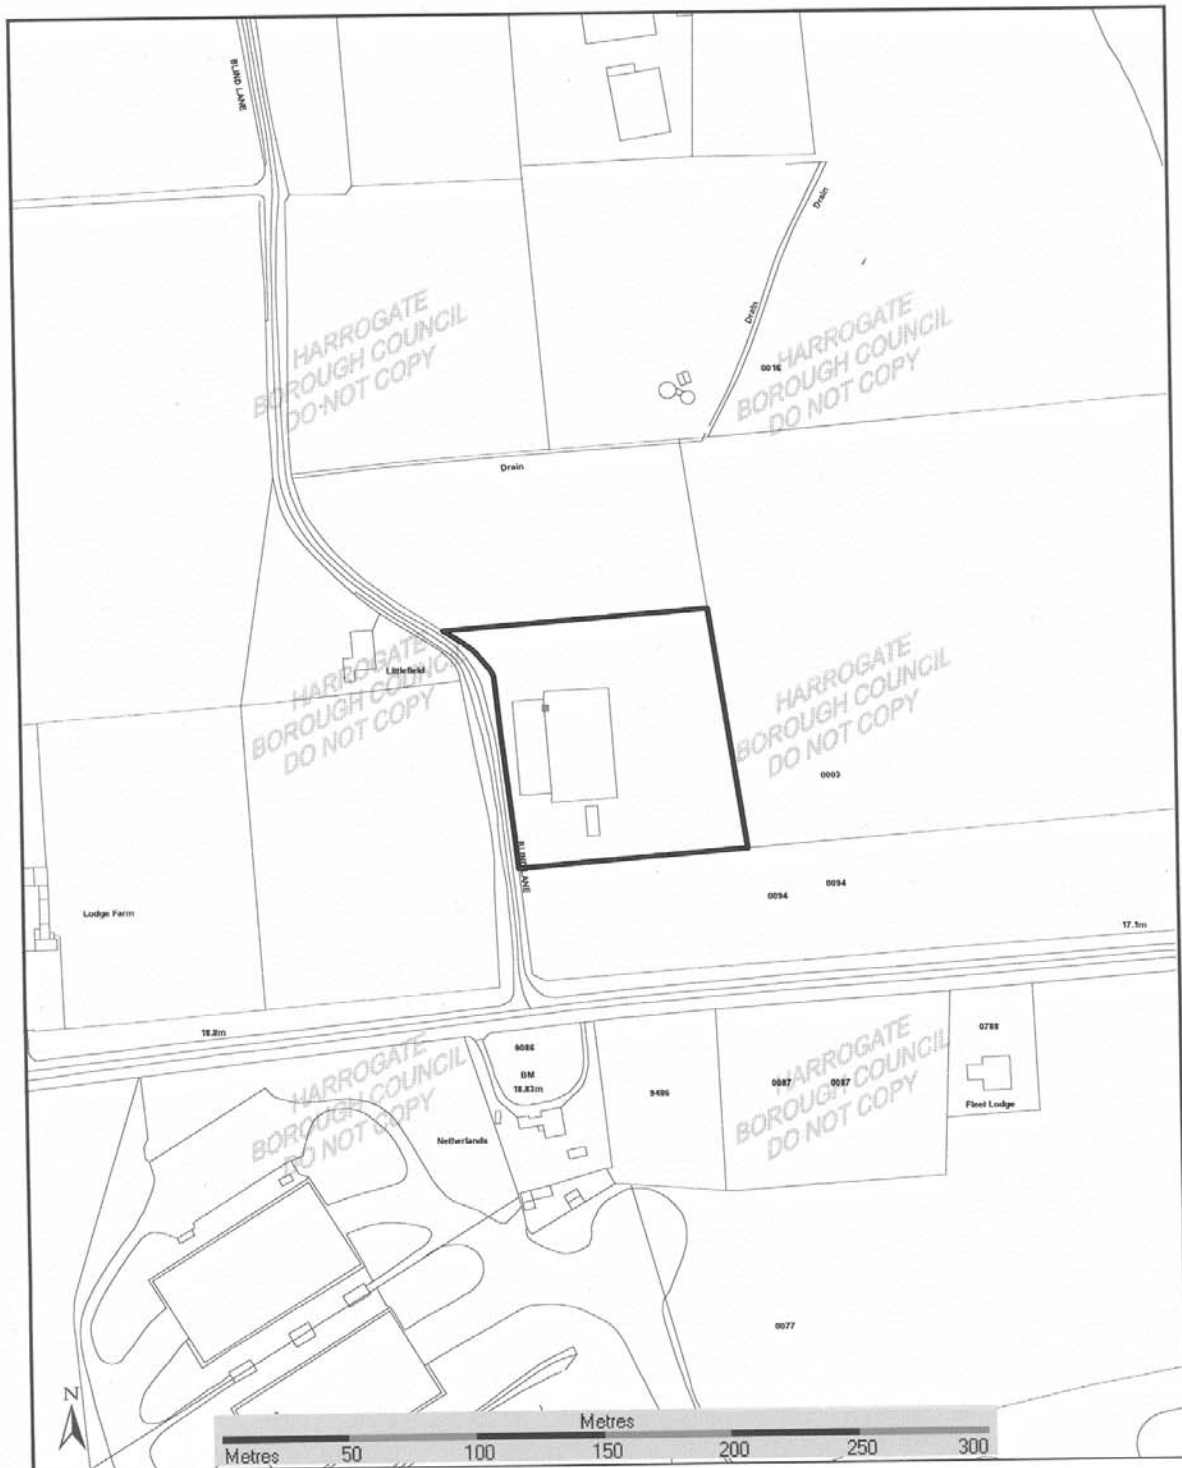 BLIND LANE
Drain
HARROGATE
BOROUGH COUNCIL
DO NOT COPY
Drain
0016
HARROGATE
BOROUGH COUNCIL
DO NOT COPY
Drain
Littlefield
HARROGATE
BOROUGH COUNCIL
DO NOT COPY
HARROGATE
BOROUGH COUNCIL
DO NOT COPY
0003
BLIND LANE
Lodge Farm
0094
0094
17.1m
18.8m
HARROGATE
BOROUGH COUNCIL
DO NOT COPY
BM
18.83m
9486
HARROGATE
0087
0087
BOROUGH COUNCIL
DO NOT COPY
0788
Fleet Lodge
Netherlands
0077
N
Metres
Metres 50 100 150 200 250 300